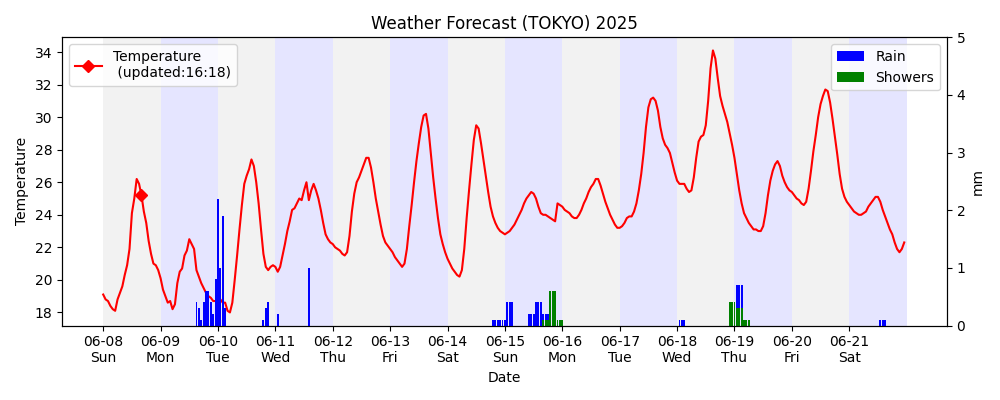 Weather Forecast (TOKYO) 2025
Temperature
(updated:16:18)
Rain
Showers
34
32
30
28
26
24
22
20
18
Temperature
5
4
3
2
1
0
mm
06-08 06-09 06-10 06-11 06-12 06-13 06-14 06-15 06-16 06-17 06-18 06-19 06-20 06-21
Sun Mon Tue Wed Thu Fri Sat Sun Mon Tue Wed Thu Fri Sat
Date